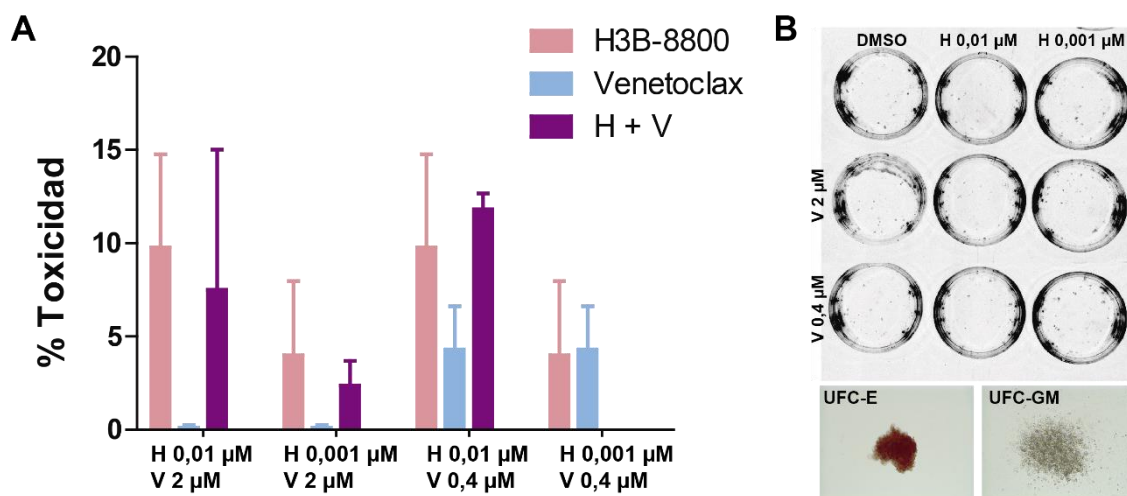 A
% Toxicidad
20
15
10
5
0
H3B-8800
Venetoclax
H + V
H 0,01 µM
V 2 µM
H 0,001 µM
V 2 µM
H 0,01 µM
V 0,4 µM
H 0,001 µM
V 0,4 µM
B
DMSO
H 0,01 µM
H 0,001 µM
V 2 µM
V 0,4 µM
UFC-E
UFC-GM